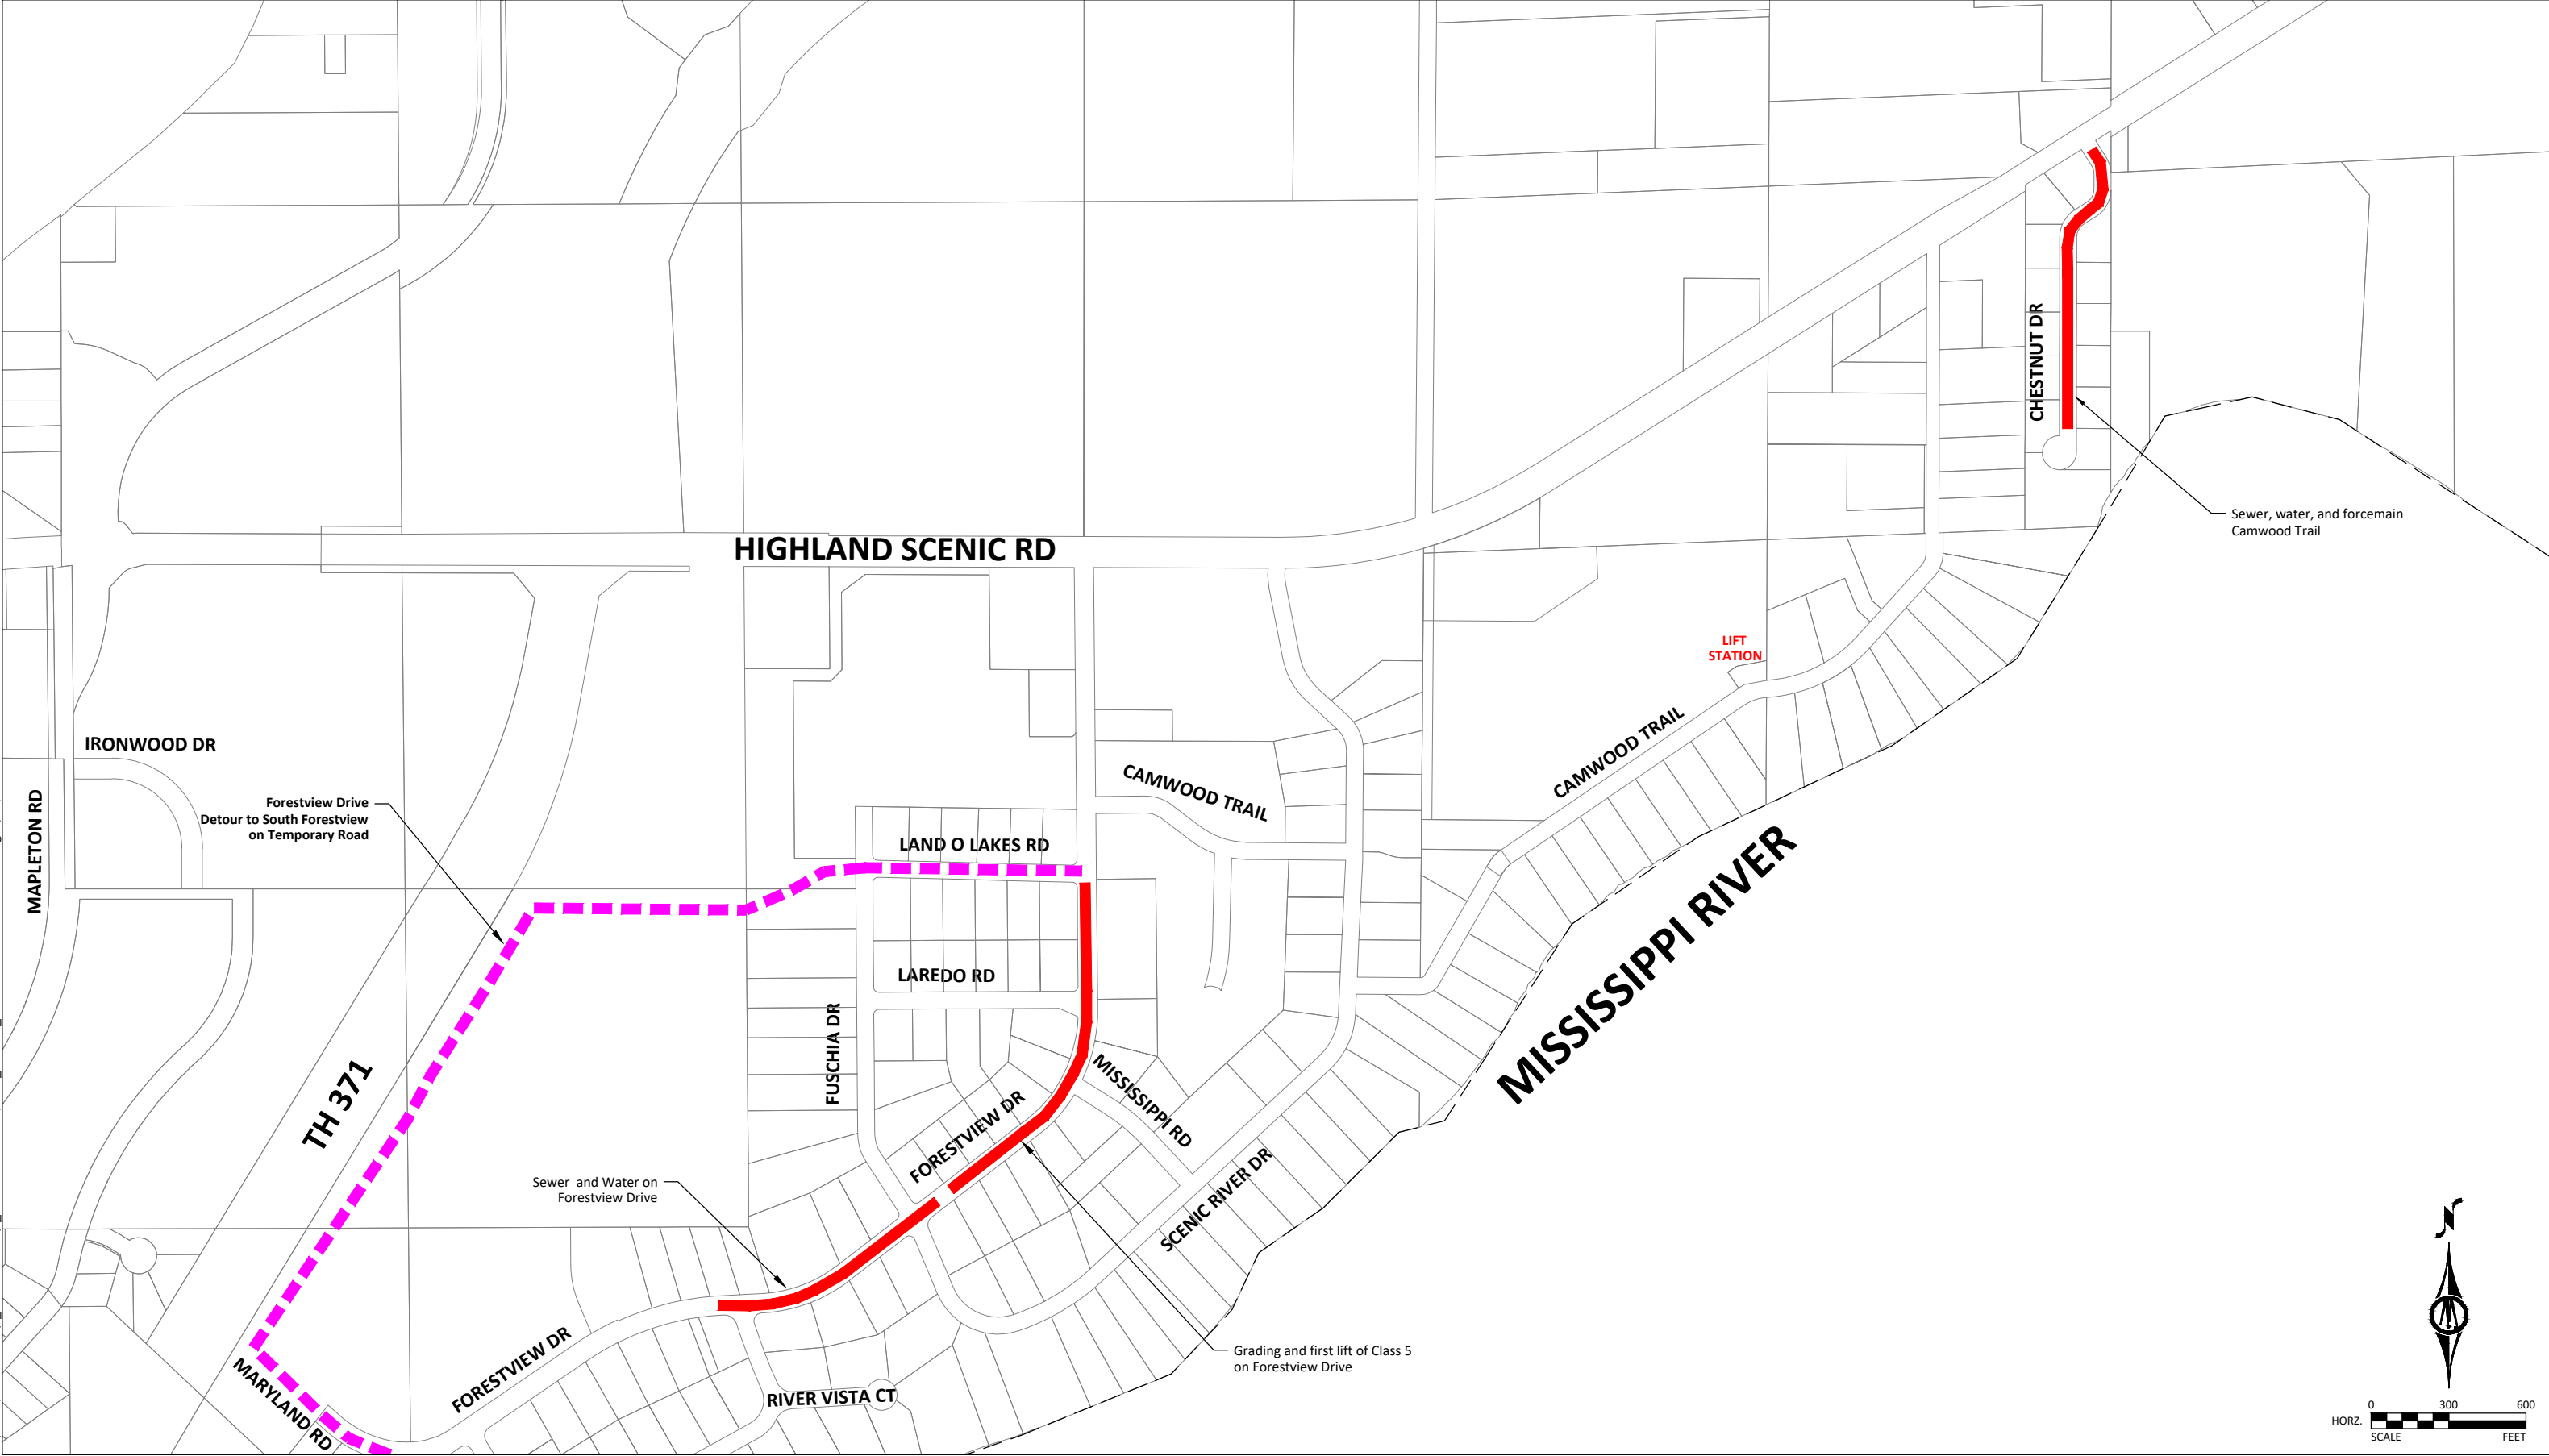 CHESTNUT DR
Sewer, water, and forcemain
Camwood Trail
HIGHLAND SCENIC RD
LIFT
STATION
IRONWOOD DR
MAPLETON RD
Forestview Drive
Detour to South Forestview
on Temporary Road
CAMWOOD TRAIL
CAMWOOD TRAIL
LAND O LAKES RD
LAREDO RD
FUSCHIA DR
MISSISSIPPI RIVER
TH 371
FORESTVIEW DR
MISSISSIPPI RD
SCENIC RIVER DR
Sewer and Water on
Forestview Drive
Grading and first lift of Class 5
on Forestview Drive
FORESTVIEW DR
MARYLAND RD
RIVER VISTA CT
N
0 300 600
HORZ.
SCALE FEET